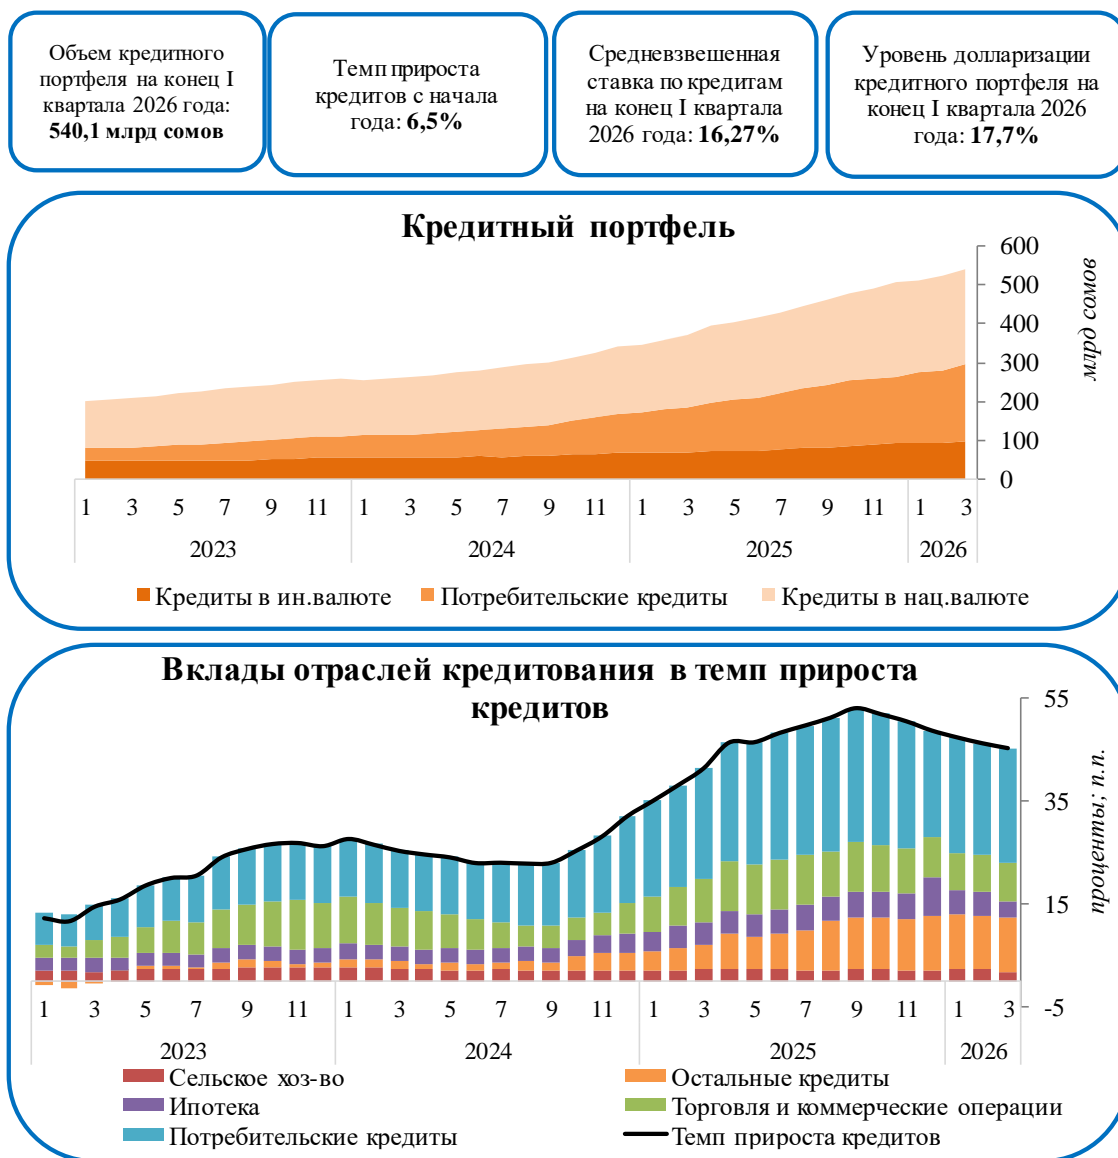 Объем кредитного
портфеля на конец I
квартала 2026 года:
540,1 млрд сомов
Темп прироста
кредитов с начала
года: 6,5%
Средневзвешенная
ставка по кредитам
на конец I квартала
2026 года: 16,27%
Уровень долларизации
кредитного портфеля на
конец I квартала 2026
года: 17,7%
Кредитный портфель
600
500
400
300
200
100
0
млрд сомов
1 3 5 7 9 11 1 3 5 7 9 11 1 3 5 7 9 11 1 3
2023 2024 2025 2026
Кредиты в ин.валюте Потребительские кредиты Кредиты в нац.валюте
Вклады отраслей кредитования в темп прироста
кредитов
55
35
15
-5
проценты; п.п.
1 3 5 7 9 11 1 3 5 7 9 11 1 3 5 7 9 11 1 3
2023 2024 2025 2026
Сельское хоз-во Остальные кредиты
Ипотека Торговля и коммерческие операции
Потребительские кредиты Темп прироста кредитов